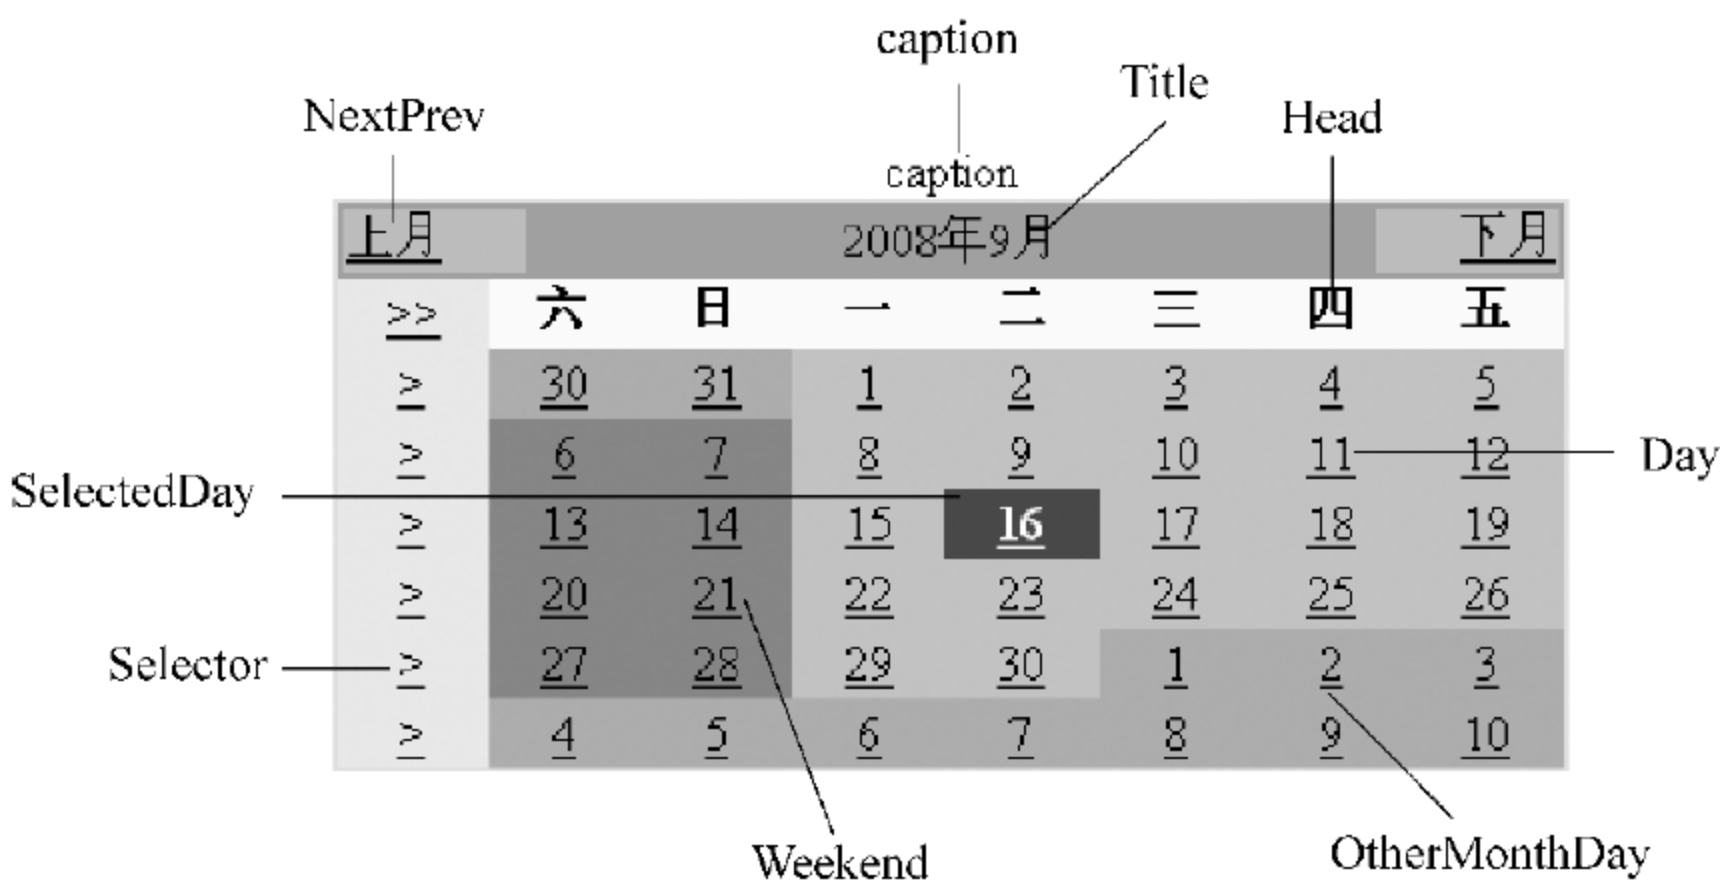 caption
Title
NextPrev
Head
caption
上月 2008年9月 下月
>> 六 日 一 二 三 四 五
> 30 31 1 2 3 4 5
> 6 7 8 9 10 11 12
Day
SelectedDay
> 13 14 15 16 17 18 19
> 20 21 22 23 24 25 26
Selector
> 27 28 29 30 1 2 3
> 4 5 6 7 8 9 10
Weekend
OtherMonthDay